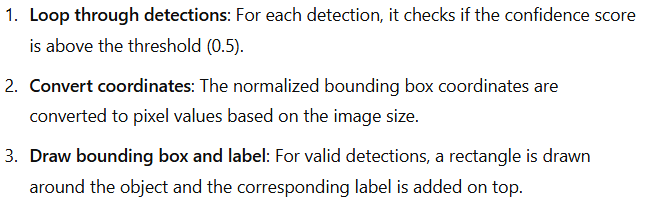 1. Loop through detections: For each detection, it checks if the confidence score
is above the threshold (0.5).
2. Convert coordinates: The normalized bounding box coordinates are
converted to pixel values based on the image size.
3. Draw bounding box and label: For valid detections, a rectangle is drawn
around the object and the corresponding label is added on top.